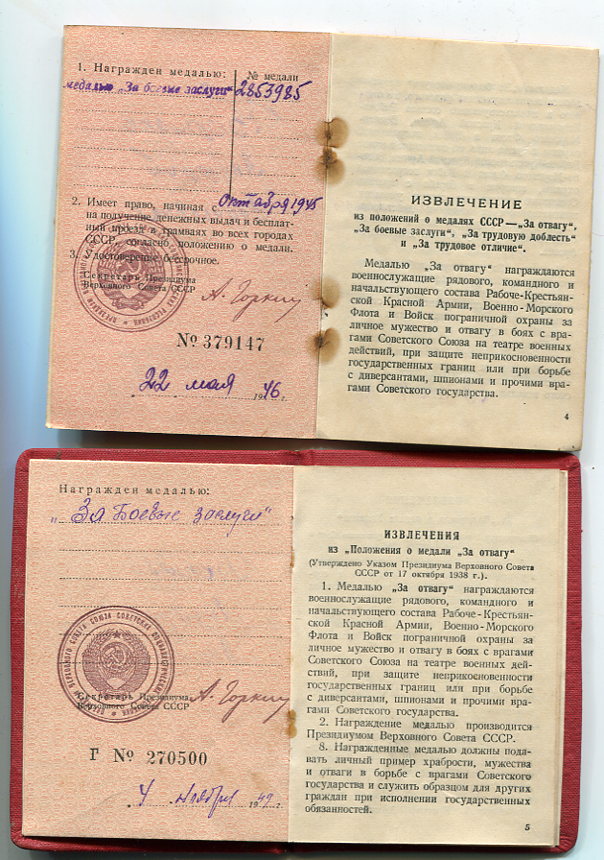 1. Награжден медалью:
№ медали
медалью „За боевые заслуги“ 2853985
2. Имеет право, начиная с октября 1945
на получение денежных выдач и бесплат-
ный проезд в трамваях во всех городах
СССР, согласно положению о медали.
3. Удостоверение бессрочное.
Секретарь Президиума
Верховного Совета СССР
А. Горкин
№ 379147
22 мая 1946 г.
ИЗВЛЕЧЕНИЕ
из положений о медалях СССР—„За отвагу“,
„За боевые заслуги“, „За трудовую доблесть“
и „За трудовое отличие“.
Медалью „За отвагу“ награждаются
военнослужащие рядового, командного и
начальствующего состава Рабоче-Крестьян-
ской Красной Армии, Военно-Морского
Флота и Войск пограничной охраны за
личное мужество и отвагу в боях с вра-
гами Советского Союза на театре военных
действий, при защите неприкосновенности
государственных границ или при борьбе
с диверсантами, шпионами и прочими вра-
гами Советского государства.
4
Награжден медалью:
„За Боевые заслуги“
Секретарь Президиума
Верховного Совета СССР
А. Горкин
Г № 270500
4 ноября 1947 г.
ИЗВЛЕЧЕНИЯ
из „Положения о медали „За отвагу“
(Утверждено Указом Президиума Верховного Совета
СССР от 17 октября 1938 г.).
1. Медалью „За отвагу“ награждаются
военнослужащие рядового, командного и
начальствующего состава Рабоче-Крестьян-
ской Красной Армии, Военно-Морского
Флота и Войск пограничной охраны за
личное мужество и отвагу в боях с врагами
Советского Союза на театре военных дей-
ствий, при защите неприкосновенности
государственных границ или при борьбе
с диверсантами, шпионами и прочими вра-
гами Советского государства.
2. Награждение медалью производится
Президиумом Верховного Совета СССР.
8. Награжденные медалью должны пода-
вать личный пример храбрости, мужества
и отваги в борьбе с врагами Советского
государства и служить образцом для других
граждан при исполнении государственных
обязанностей.
5